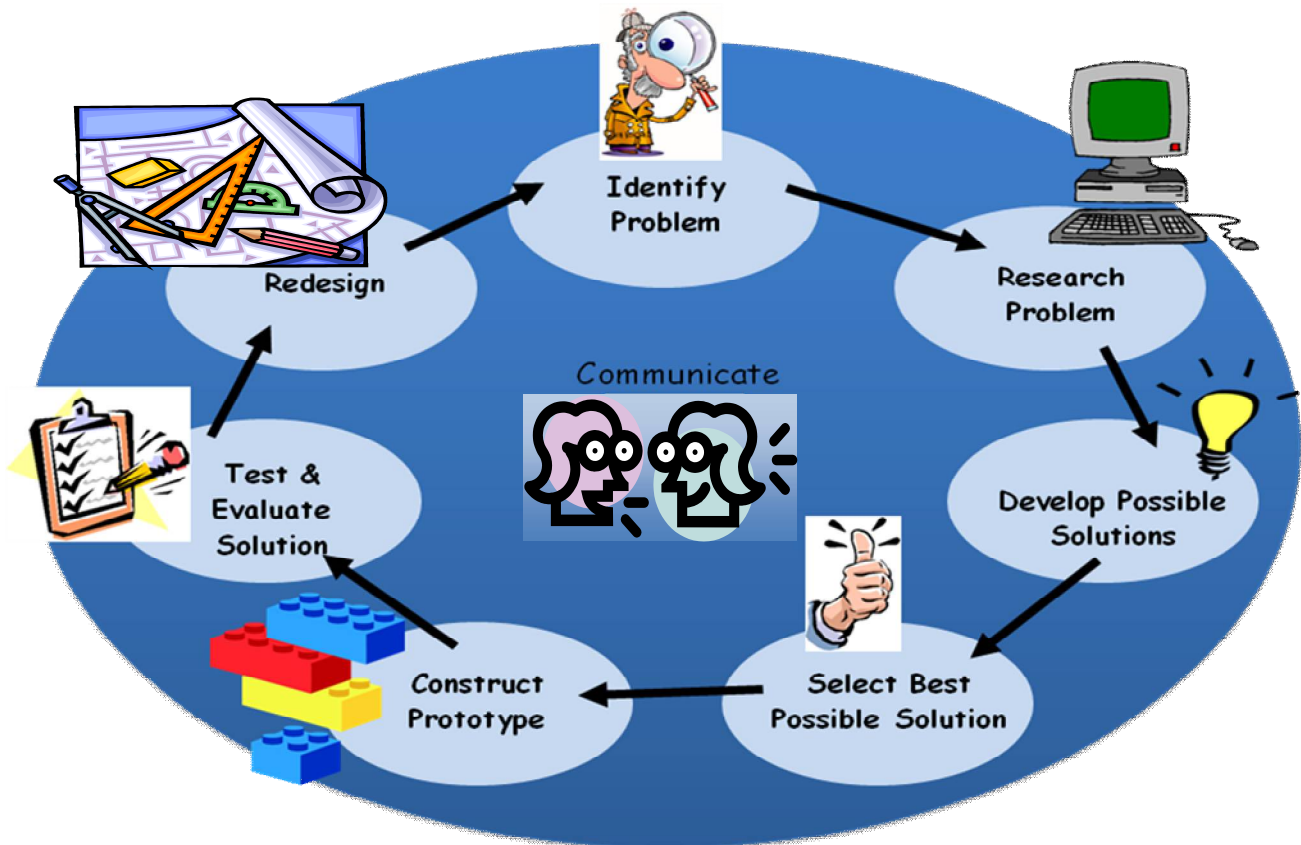 Identify
Problem
Research
Problem
Develop Possible
Solutions
Select Best
Possible Solution
Construct
Prototype
Test &
Evaluate
Solution
Redesign
Communicate